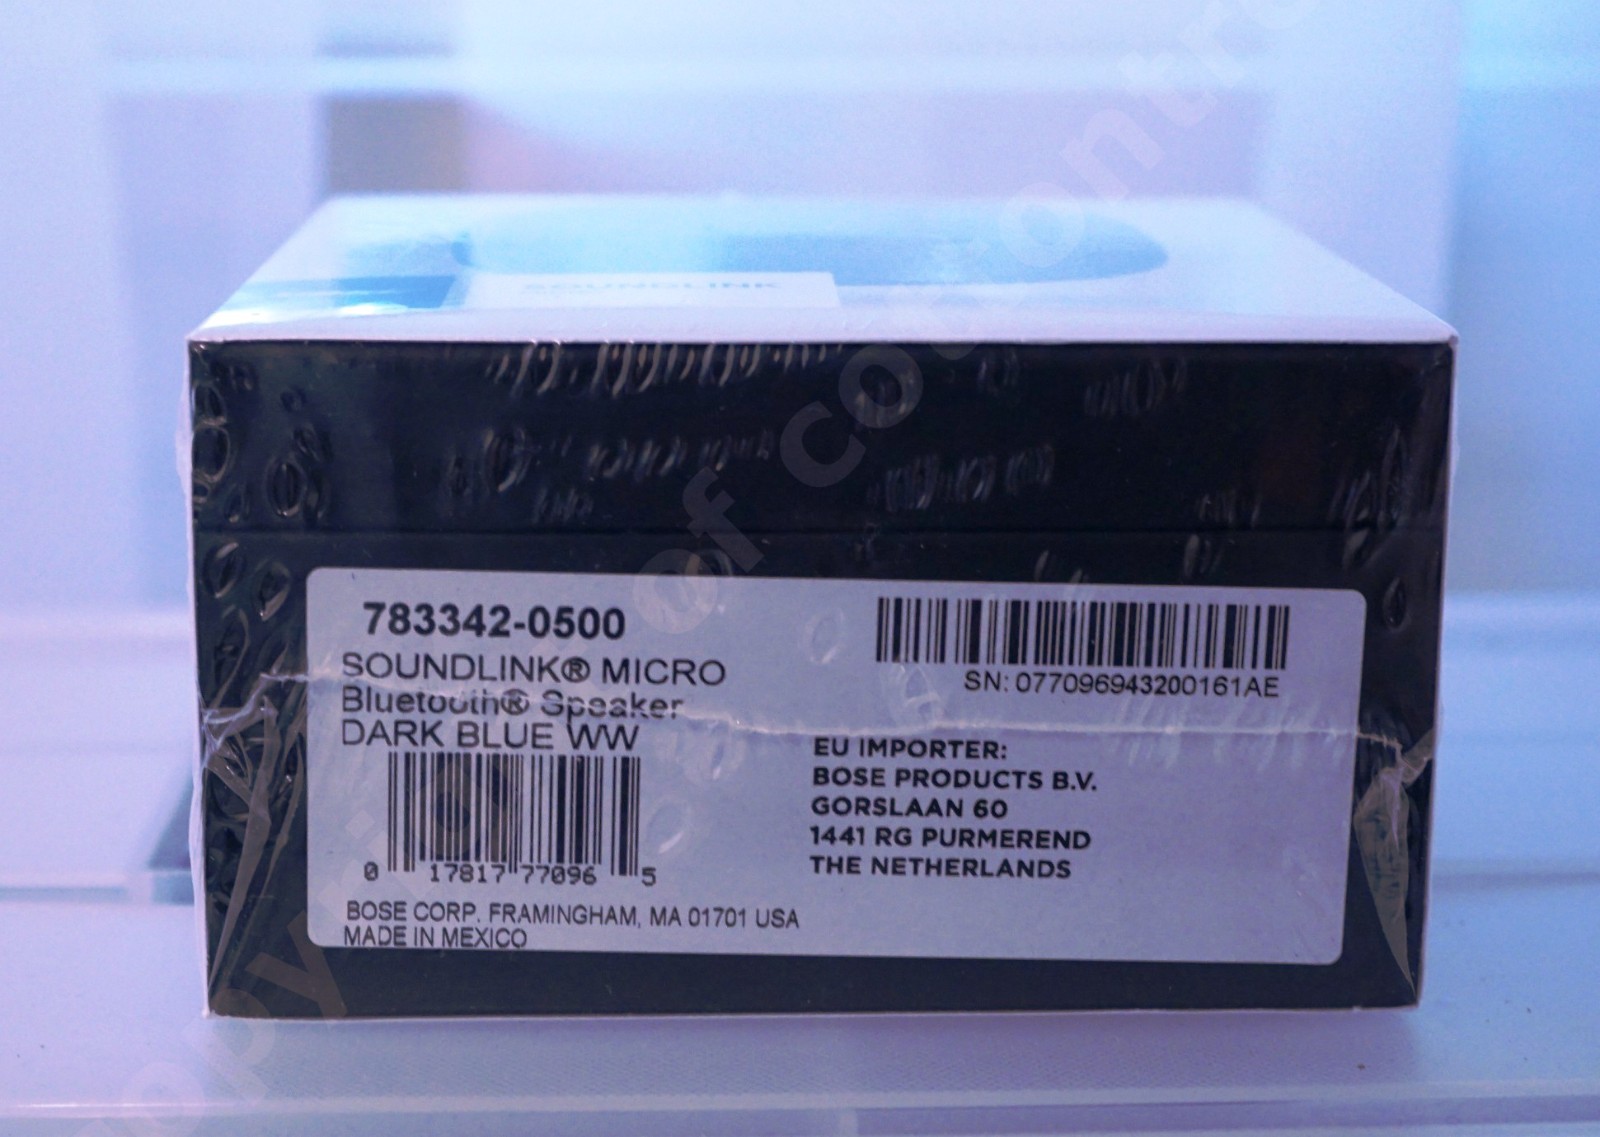 SOUNDLINK
783342-0500
SOUNDLINK® MICRO
Bluetooth® Speaker
DARK BLUE WW
0 17817 77096 5
BOSE CORP. FRAMINGHAM, MA 01701 USA
MADE IN MEXICO
SN: 077096943200161AE
EU IMPORTER:
BOSE PRODUCTS B.V.
GORSLAAN 60
1441 RG PURMEREND
THE NETHERLANDS